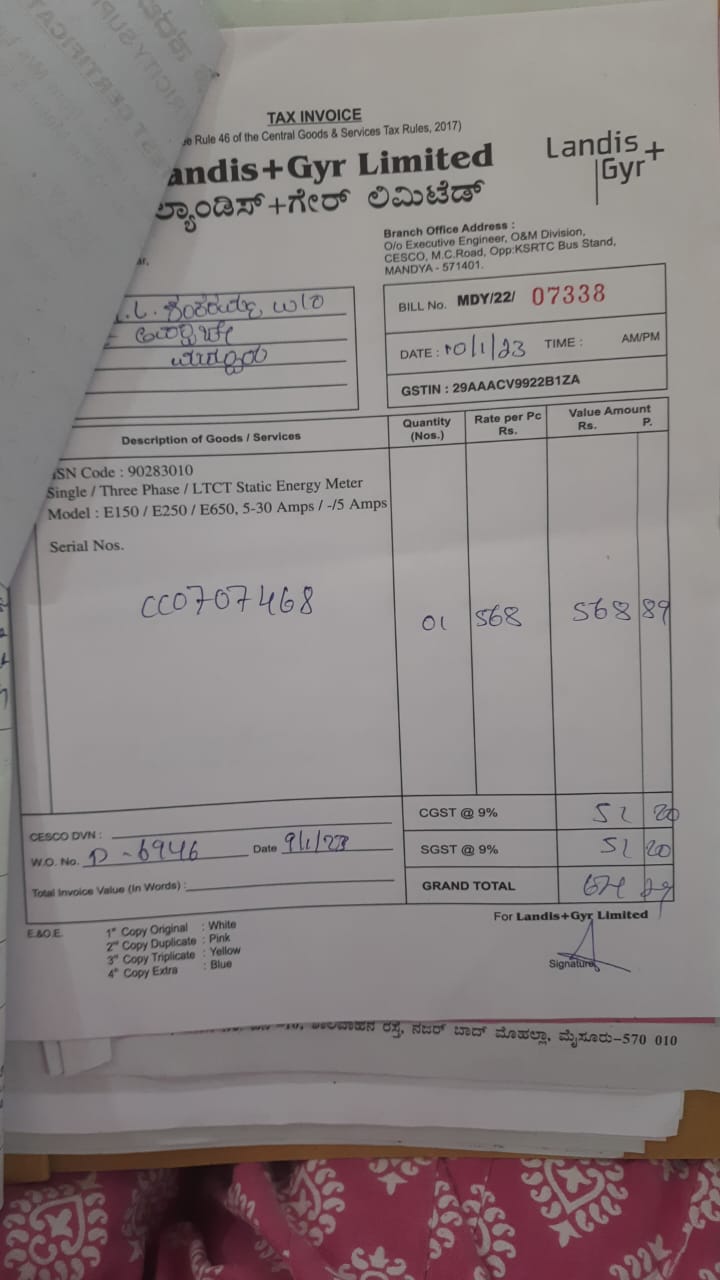 TAX INVOICE
Rule 46 of the Central Goods & Services Tax Rules, 2017)
Landis+Gyr Limited
ಲ್ಯಾಂಡಿಸ್+ಗೇರ್ ಲಿಮಿಟೆಡ್
Landis+
Gyr
Branch Office Address :
O/o Executive Engineer, O&M Division,
CESCO, M.C.Road, Opp:KSRTC Bus Stand,
MANDYA - 571401.
BILL No. MDY/22/ 07338
DATE : 10/1/23 TIME : AM/PM
GSTIN : 29AAACV9922B1ZA
Description of Goods / Services
Quantity (Nos.)
Rate per Pc Rs.
Value Amount Rs. P.
SN Code : 90283010
Single / Three Phase / LTCT Static Energy Meter
Model : E150 / E250 / E650, 5-30 Amps / -/5 Amps
Serial Nos.
CC0707468 01 568 568 89
CGST @ 9% 51 20
SGST @ 9% 51 20
GRAND TOTAL
CESCO DVN :
W.O. No. D-6946 Date 9/1/23
Total Invoice Value (In Words) :
For Landis+Gyr Limited
Signature
E.&O.E.
1st Copy Original : White
2nd Copy Duplicate : Pink
3rd Copy Triplicate : Yellow
4th Copy Extra : Blue
ರಸ್ತೆ, ನಜರ್ ಬಾದ್ ಮೊಹಲ್ಲಾ, ಮೈಸೂರು-570 010